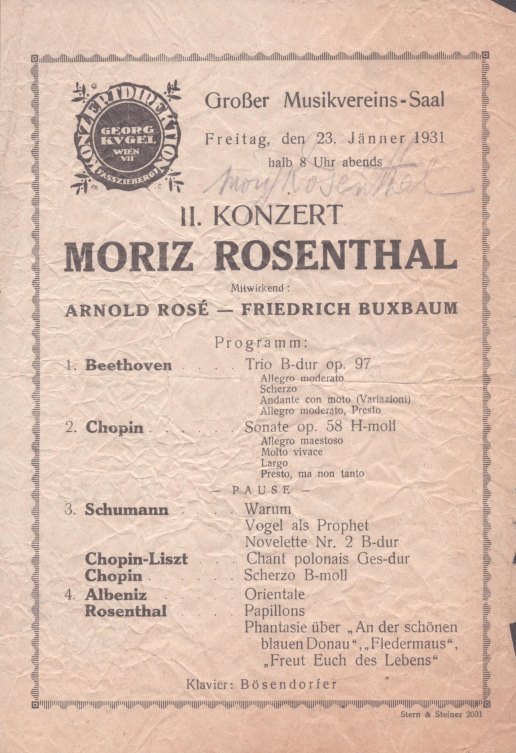 KONZERTDIREKTION
GEORG
KVGEL
WIEN
VII
Großer Musikvereins-Saal
Freitag, den 23. Jänner 1931
halb 8 Uhr abends
Moriz Rosenthal
II. KONZERT
MORIZ ROSENTHAL
Mitwirkend:
ARNOLD ROSÉ — FRIEDRICH BUXBAUM
Programm:
1. Beethoven . . . . . Trio B-dur op. 97
Allegro moderato
Scherzo
Andante con moto (Variazioni)
Allegro moderato, Presto
2. Chopin . . . . . . Sonate op. 58 H-moll
Allegro maestoso
Molto vivace
Largo
Presto, ma non tanto
— PAUSE —
3. Schumann . . . . Warum
Vogel als Prophet
Novelette Nr. 2 B-dur
Chopin-Liszt . . . Chant polonais Ges-dur
Chopin . . . . . Scherzo B-moll
4. Albeniz . . . . . Orientale
Rosenthal . . . . Papillons
Phantasie über „An der schönen
blauen Donau“, „Fledermaus“,
„Freut Euch des Lebens“
Klavier: Bösendorfer
Stern & Steiner 2031